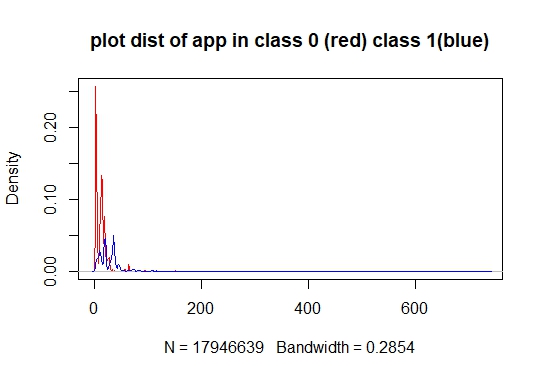 plot dist of app in class 0 (red) class 1(blue)
Density
0.20
0.10
0.00
0 200 400 600
N = 17946639 Bandwidth = 0.2854